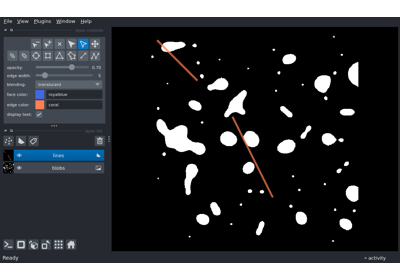 File View Plugins Window Help
opacity: 0.70
edge width: 5
blending: translucent
face color: royalblue
edge color: coral
display text: ✓
lines
blobs
Ready
activity